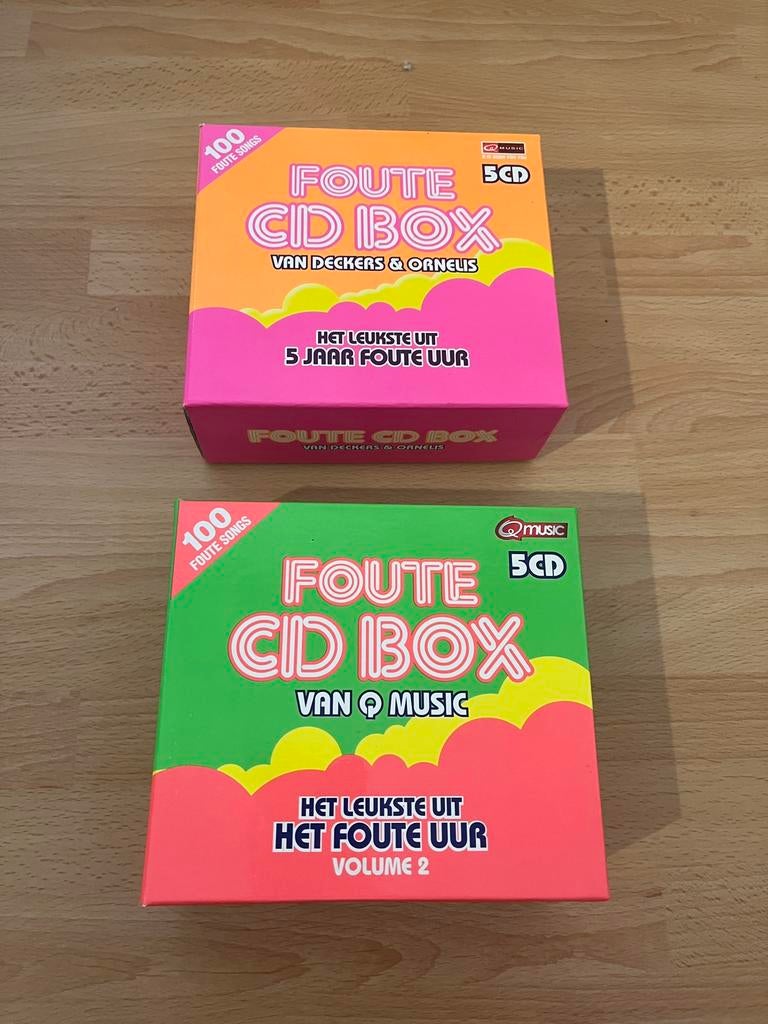 100
FOUTE SONGS
Q MUSIC
5CD
FOUTE
CD BOX
VAN DECKERS & ORNELIS
HET LEUKSTE UIT
5 JAAR FOUTE UUR
FOUTE CD BOX
VAN DECKERS & ORNELIS
100
FOUTE SONGS
Q MUSIC
5CD
FOUTE
CD BOX
VAN Q MUSIC
HET LEUKSTE UIT
HET FOUTE UUR
VOLUME 2